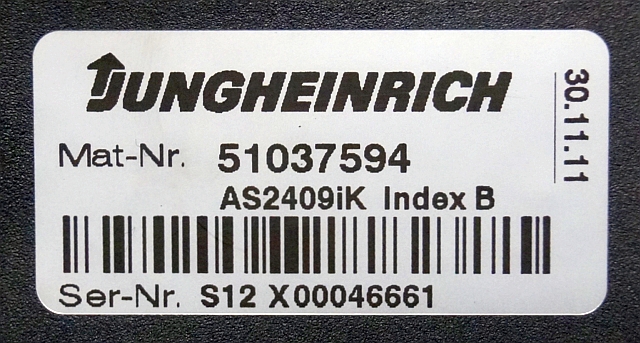 JUNGHEINRICH
30.11.11
Mat-Nr. 51037594
AS2409iK Index B
Ser-Nr. S12 X00046661